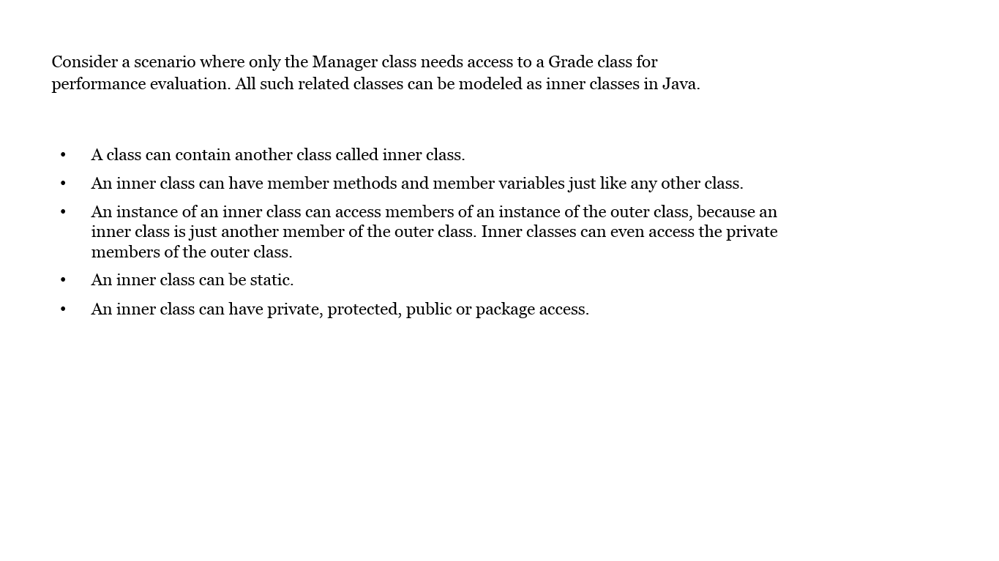 Consider a scenario where only the Manager class needs access to a Grade class for
performance evaluation. All such related classes can be modeled as inner classes in Java.
• A class can contain another class called inner class.
• An inner class can have member methods and member variables just like any other class.
• An instance of an inner class can access members of an instance of the outer class, because an
inner class is just another member of the outer class. Inner classes can even access the private
members of the outer class.
• An inner class can be static.
• An inner class can have private, protected, public or package access.